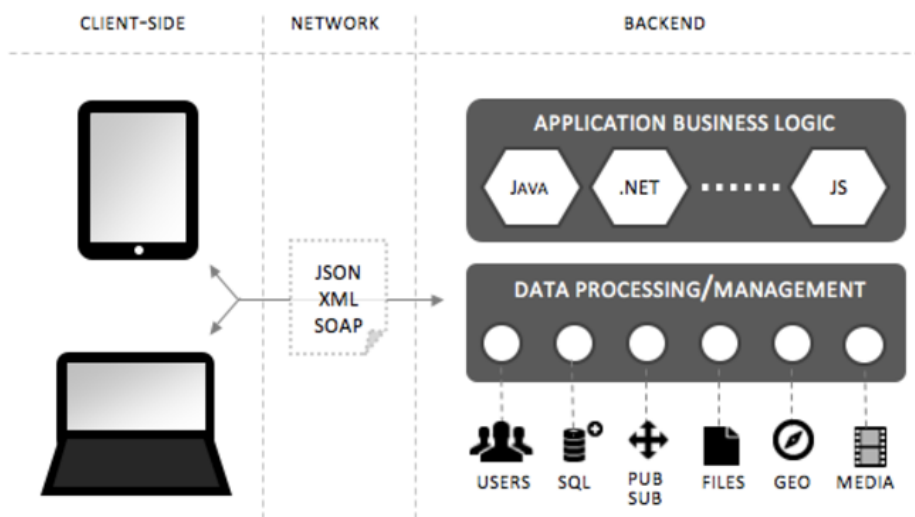 CLIENT-SIDE
NETWORK
BACKEND
APPLICATION BUSINESS LOGIC
JAVA
.NET
JS
JSON
XML
SOAP
DATA PROCESSING/MANAGEMENT
USERS
SQL
PUB
SUB
FILES
GEO
MEDIA